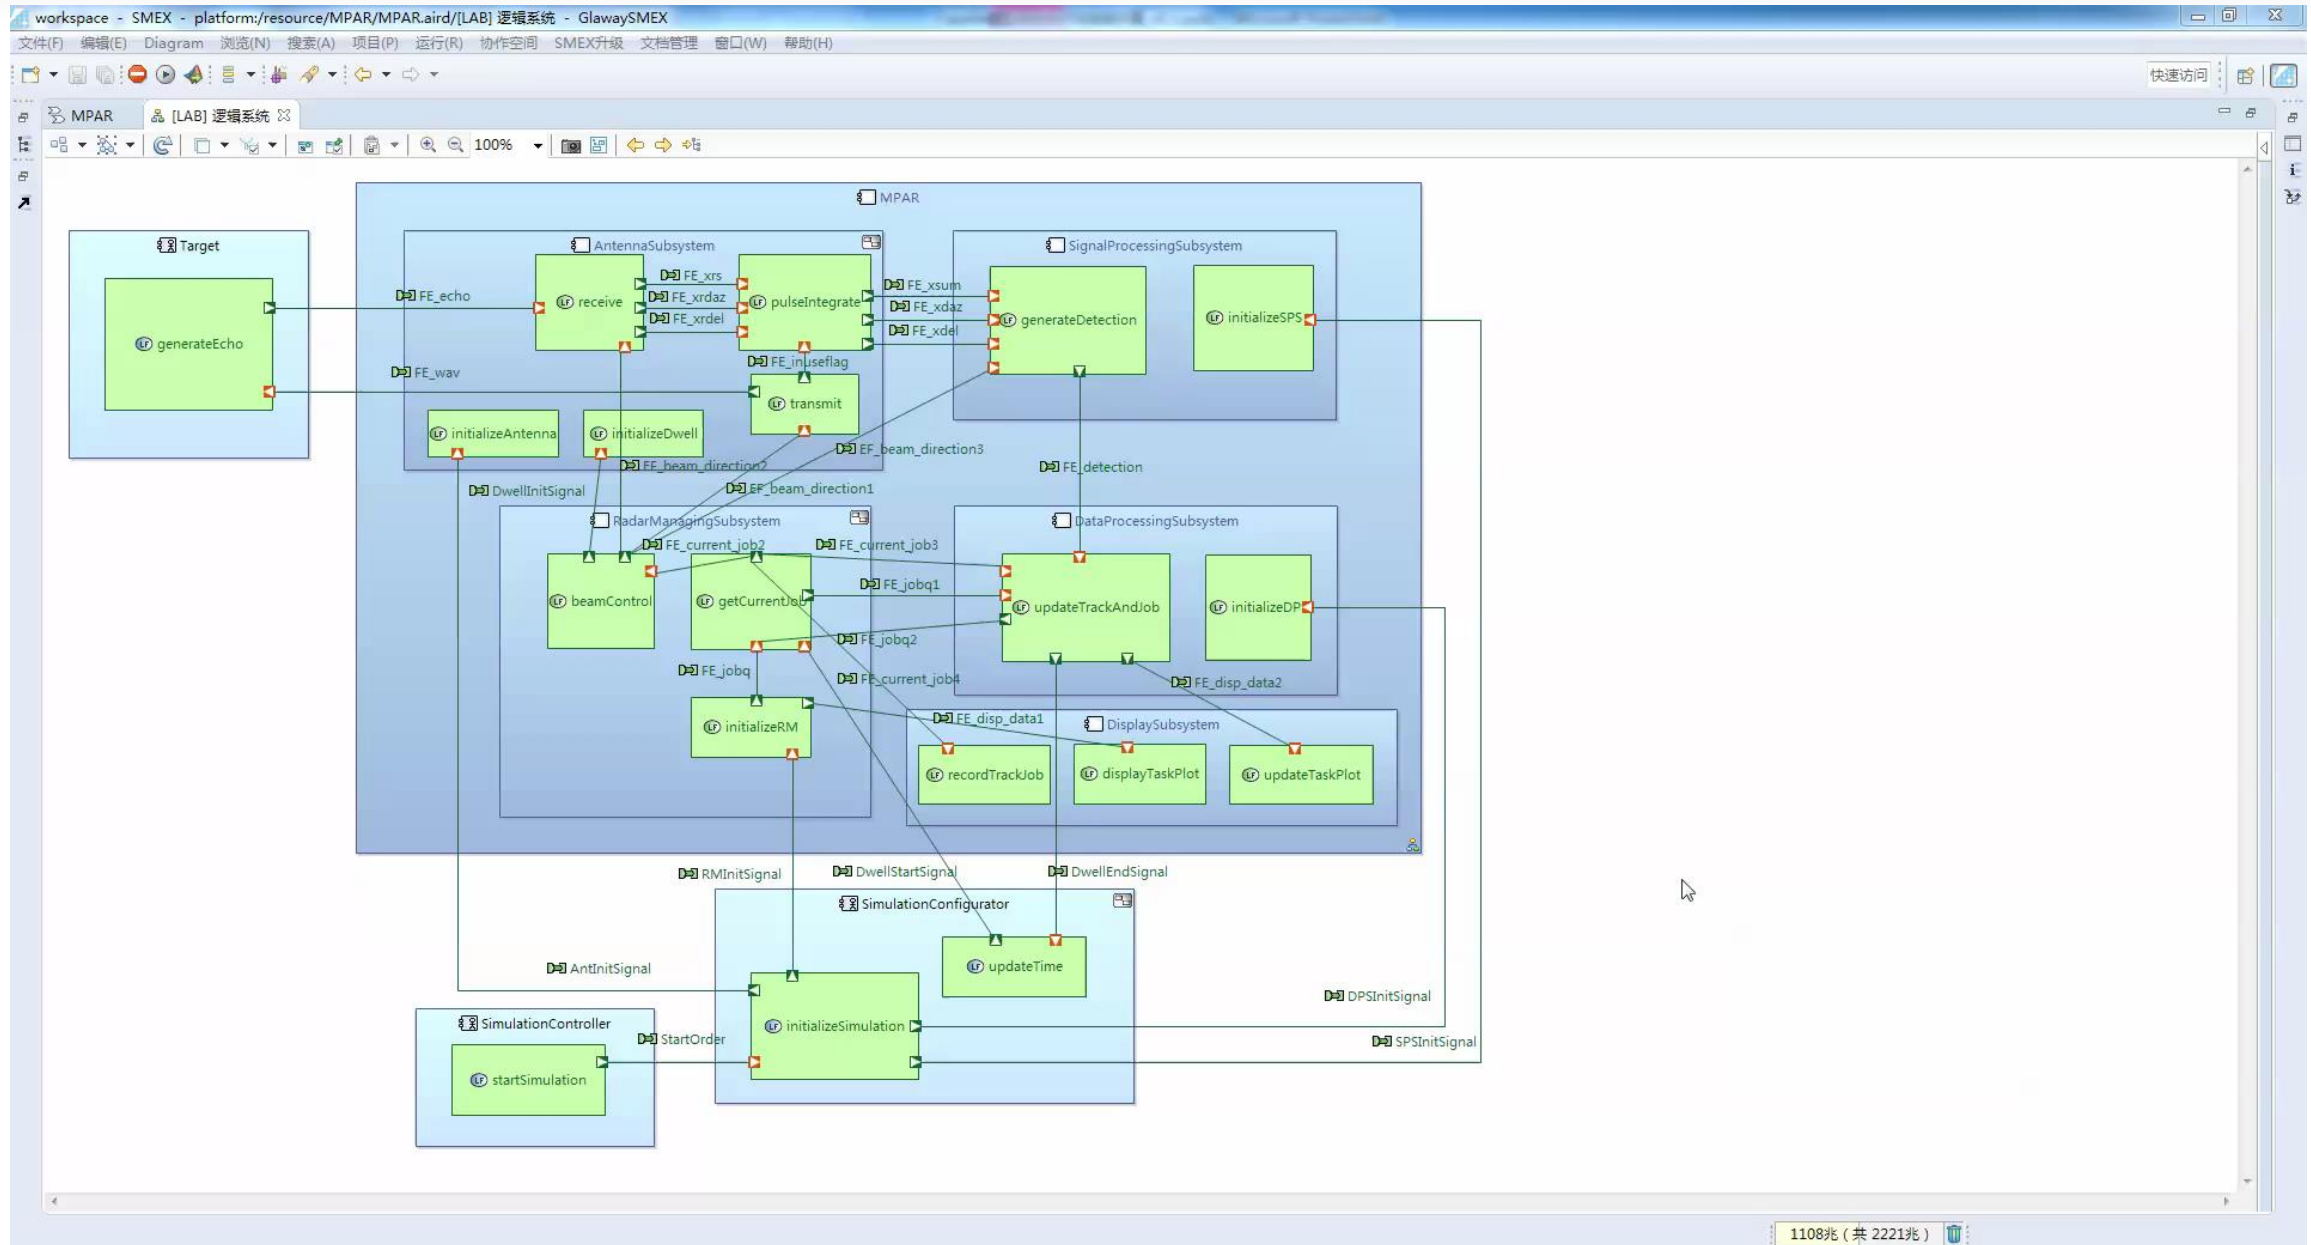 workspace - SMEX - platform:/resource/MPAR/MPAR.aird/[LAB] 逻辑系统 - GlawaySMEX
文件(F) 编辑(E) Diagram 浏览(N) 搜索(A) 项目(P) 运行(R) 协作空间 SMEX升级 文档管理 窗口(W) 帮助(H)
快速访问
MPAR [LAB] 逻辑系统
100%
MPAR
Target
AntennaSubsystem
SignalProcessingSubsystem
FE_echo
receive
FE_xrs
FE_xrdaz
FE_xrdel
pulseIntegrate
FE_xsum
FE_xdaz
FE_xdel
generateDetection
initializeSPS
generateEcho
FE_wav
FE_inuseflag
transmit
initializeAntenna
initializeDwell
EF_beam_direction3
EF_beam_direction2
FE_detection
DwellInitSignal
EF_beam_direction1
RadarManagingSubsystem
DataProcessingSubsystem
FE_current_job2
FE_current_job3
FE_jobq1
beamControl
getCurrentJob
updateTrackAndJob
initializeDP
FE_jobq2
FE_jobq
FE_current_job4
FE_disp_data2
initializeRM
FE_disp_data1
DisplaySubsystem
recordTrackJob
displayTaskPlot
updateTaskPlot
RMInitSignal
DwellStartSignal
DwellEndSignal
SimulationConfigurator
AntInitSignal
updateTime
DPSInitSignal
SimulationController
StartOrder
initializeSimulation
SPSInitSignal
startSimulation
1108兆 ( 共 2221兆 )